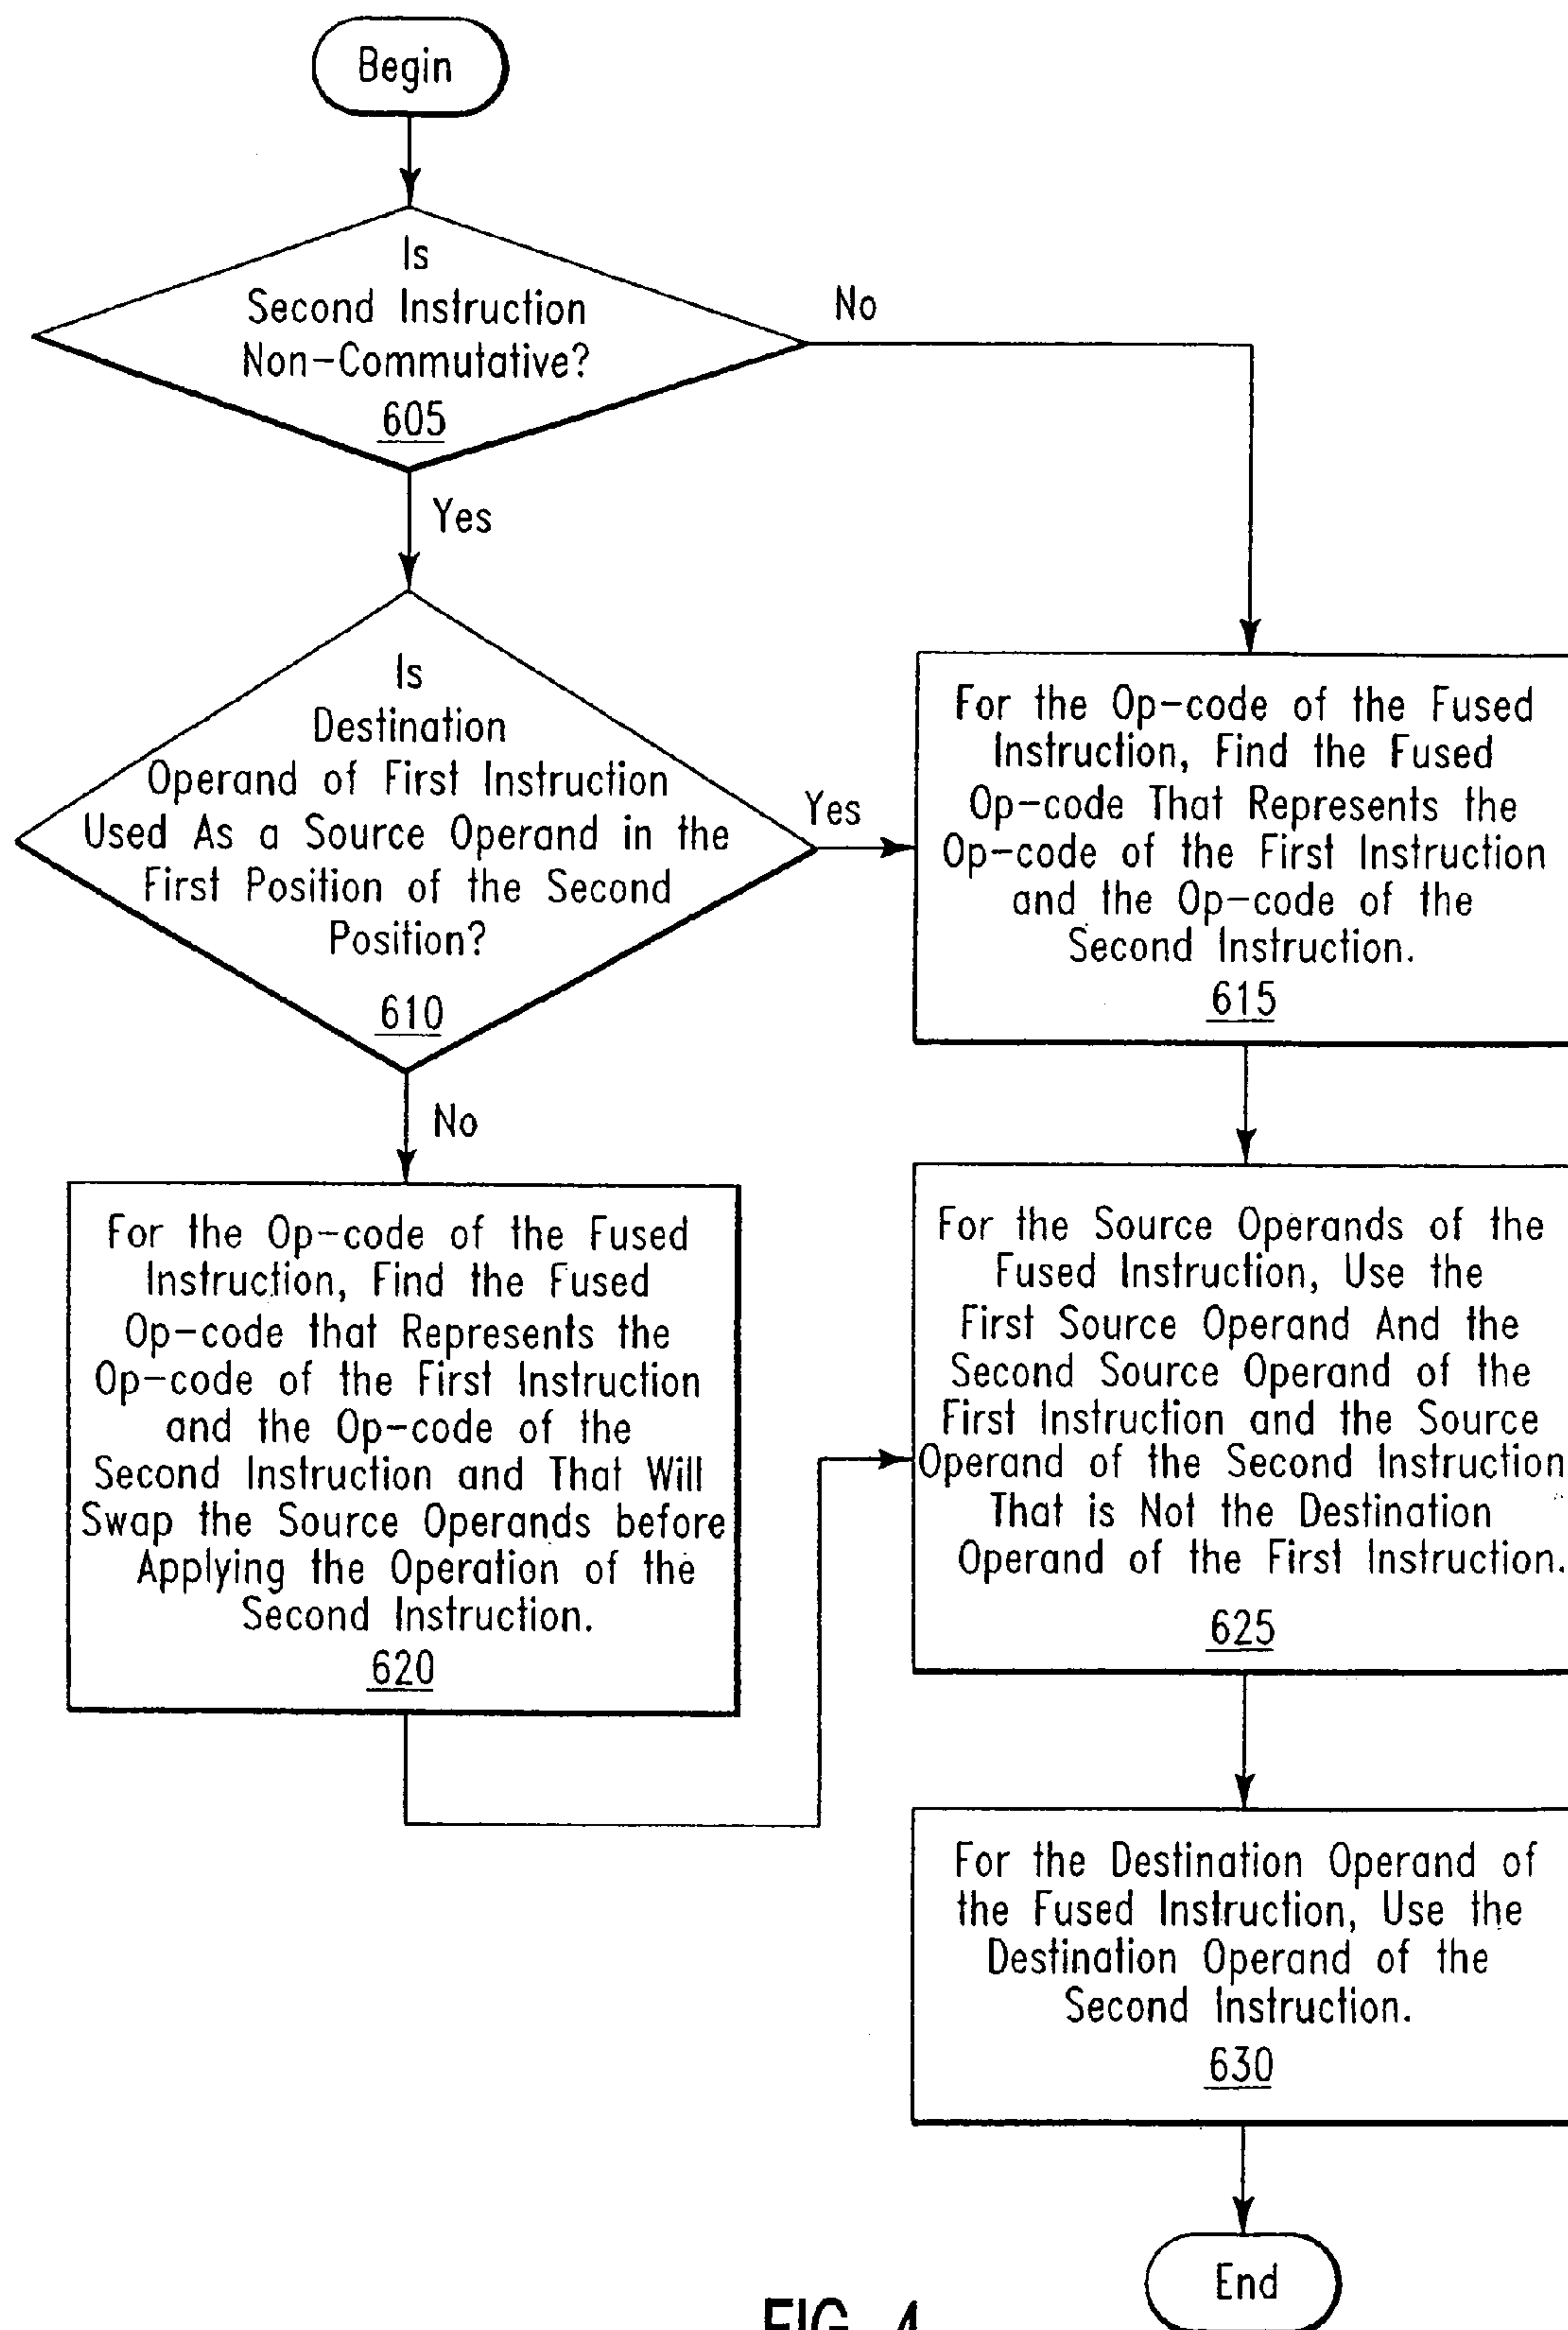 Begin
Is
Second Instruction
Non-Commutative?
605
No
Yes
Is
Destination
Operand of First Instruction
Used As a Source Operand in the
First Position of the Second
Position?
610
Yes
No
For the Op-code of the Fused
Instruction, Find the Fused
Op-code That Represents the
Op-code of the First Instruction
and the Op-code of the
Second Instruction.
615
For the Op-code of the Fused
Instruction, Find the Fused
Op-code that Represents the
Op-code of the First Instruction
and the Op-code of the
Second Instruction and That Will
Swap the Source Operands before
Applying the Operation of the
Second Instruction.
620
For the Source Operands of the
Fused Instruction, Use the
First Source Operand And the
Second Source Operand of the
First Instruction and the Source
Operand of the Second Instruction
That is Not the Destination
Operand of the First Instruction.
625
For the Destination Operand of
the Fused Instruction, Use the
Destination Operand of the
Second Instruction.
630
End
FIG. 4